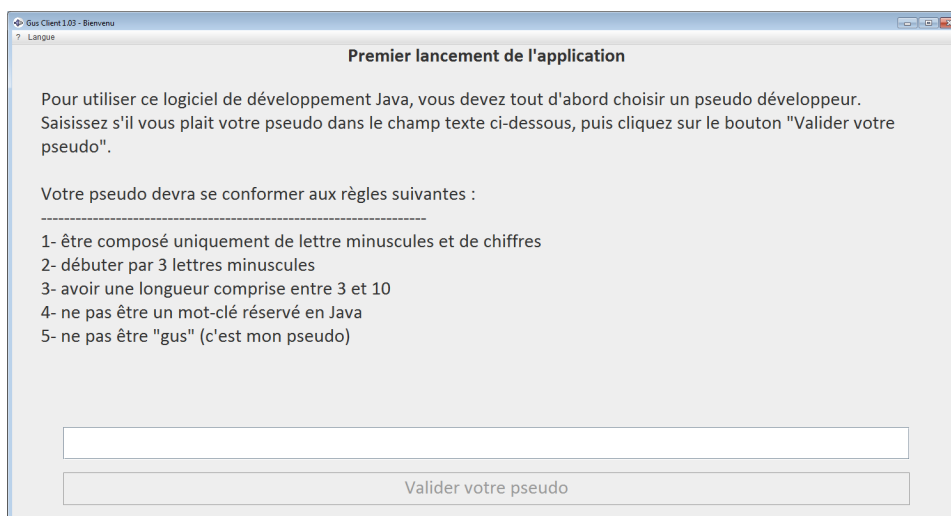 Gus Client 1.03 - Bienvenu
? Langue
Premier lancement de l'application
Pour utiliser ce logiciel de développement Java, vous devez tout d'abord choisir un pseudo développeur.
Saisissez s'il vous plait votre pseudo dans le champ texte ci-dessous, puis cliquez sur le bouton "Valider votre
pseudo".
Votre pseudo devra se conformer aux règles suivantes :
-------------------------------------------------------------------
1- être composé uniquement de lettre minuscules et de chiffres
2- débuter par 3 lettres minuscules
3- avoir une longueur comprise entre 3 et 10
4- ne pas être un mot-clé réservé en Java
5- ne pas être "gus" (c'est mon pseudo)
Valider votre pseudo